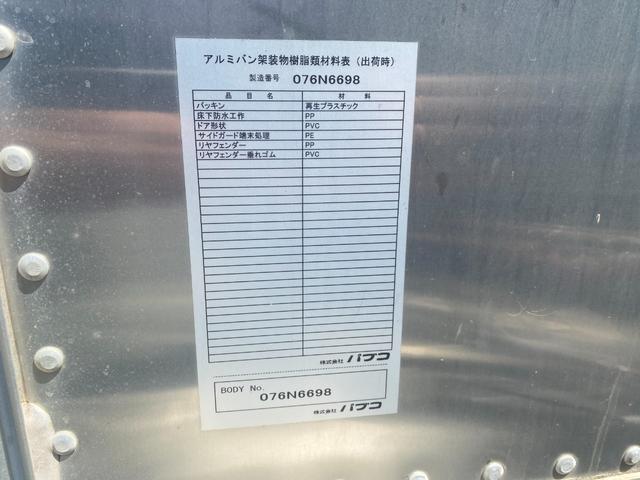 アルミバン架装物樹脂類材料表（出荷時）
製造番号 076N6698
品目名 材料
パッキン 再生プラスチック
床下防水工作 PP
ドア形状 PVC
サイドガード端末処理 PE
リヤフェンダー PP
リヤフェンダー垂れゴム PVC
株式会社 パブコ
BODY No.
076N6698
株式会社 パブコ